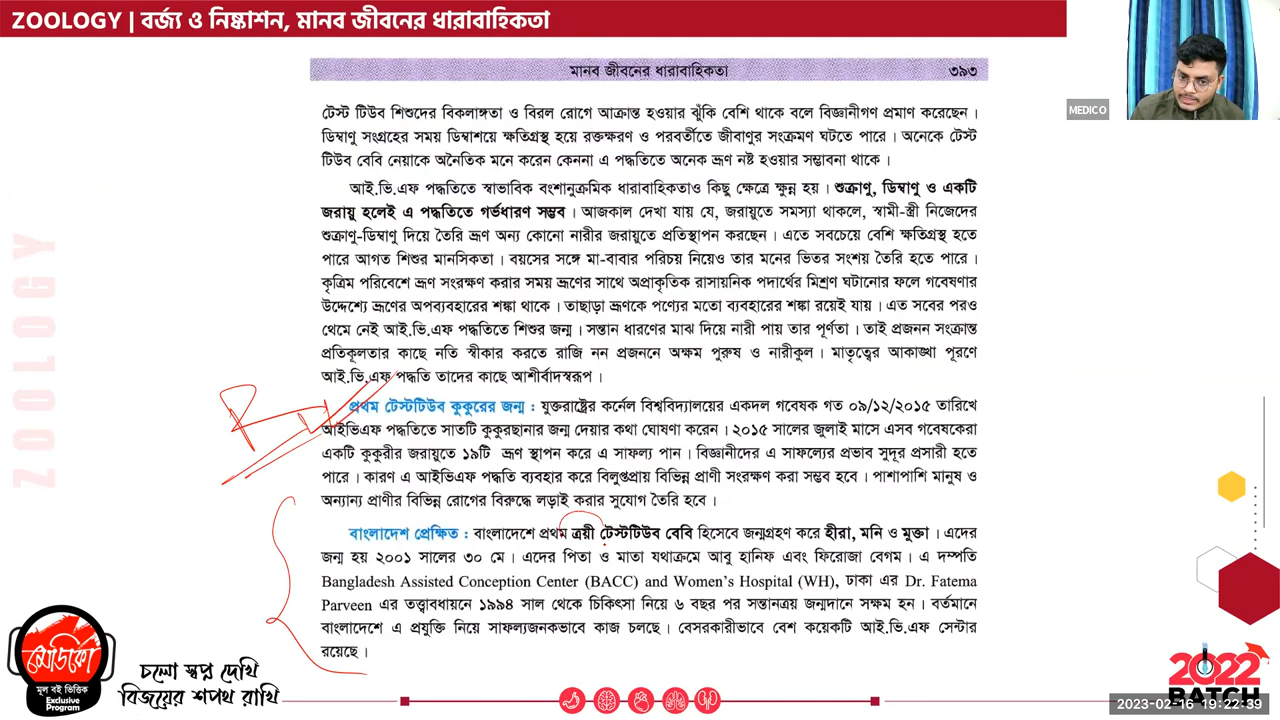 ZOOLOGY | বর্জ্য ও নিষ্কাশন, মানব জীবনের ধারাবাহিকতা
মানব জীবনের ধারাবাহিকতা ৩৯৩
MEDICO
টেস্ট টিউব শিশুদের বিকলাঙ্গতা ও বিরল রোগে আক্রান্ত হওয়ার ঝুঁকি বেশি থাকে বলে বিজ্ঞানীগণ প্রমাণ করেছেন।
ডিম্বাণু সংগ্রহের সময় ডিম্বাশয়ে ক্ষতিগ্রস্থ হয়ে রক্তক্ষরণ ও পরবর্তীতে জীবাণুর সংক্রমণ ঘটতে পারে। অনেকে টেস্ট
টিউব বেবি নেয়াকে অনৈতিক মনে করেন কেননা এ পদ্ধতিতে অনেক ভ্রূণ নষ্ট হওয়ার সম্ভাবনা থাকে।
আই.ভি.এফ পদ্ধতিতে স্বাভাবিক বংশানুক্রমিক ধারাবাহিকতাও কিছু ক্ষেত্রে ক্ষুন্ন হয়। শুক্রাণু, ডিম্বাণু ও একটি
জরায়ু হলেই এ পদ্ধতিতে গর্ভধারণ সম্ভব। আজকাল দেখা যায় যে, জরায়ুতে সমস্যা থাকলে, স্বামী-স্ত্রী নিজেদের
শুক্রাণু-ডিম্বাণু দিয়ে তৈরি ভ্রূণ অন্য কোনো নারীর জরায়ুতে প্রতিস্থাপন করছেন। এতে সবচেয়ে বেশি ক্ষতিগ্রস্থ হতে
পারে আগত শিশুর মানসিকতা। বয়সের সঙ্গে মা-বাবার পরিচয় নিয়েও তার মনের ভিতর সংশয় তৈরি হতে পারে।
কৃত্রিম পরিবেশে ভ্রূণ সংরক্ষণ করার সময় ভ্রূণের সাথে অপ্রাকৃতিক রাসায়নিক পদার্থের মিশ্রণ ঘটানোর ফলে গবেষণার
উদ্দেশ্যে ভ্রূণের অপব্যবহারের শঙ্কা থাকে। তাছাড়া ভ্রূণকে পণ্যের মতো ব্যবহারের শঙ্কা রয়েই যায়। এত সবের পরও
থেমে নেই আই.ভি.এফ পদ্ধতিতে শিশুর জন্ম। সন্তান ধারণের মাঝ দিয়ে নারী পায় তার পূর্ণতা। তাই প্রজনন সংক্রান্ত
প্রতিকূলতার কাছে নতি স্বীকার করতে রাজি নন প্রজননে অক্ষম পুরুষ ও নারীকুল। মাতৃত্বের আকাঙ্খা পূরণে
আই.ভি.এফ পদ্ধতি তাদের কাছে আশীর্বাদস্বরূপ।
প্রথম টেস্টটিউব কুকুরের জন্ম : যুক্তরাষ্ট্রের কর্নেল বিশ্ববিদ্যালয়ের একদল গবেষক গত ০৯/১২/২০১৫ তারিখে
আইভিএফ পদ্ধতিতে সাতটি কুকুরছানার জন্ম দেয়ার কথা ঘোষণা করেন। ২০১৫ সালের জুলাই মাসে এসব গবেষকেরা
একটি কুকুরীর জরায়ুতে ১৯টি ভ্রূণ স্থাপন করে এ সাফল্য পান। বিজ্ঞানীদের এ সাফল্যের প্রভাব সুদূর প্রসারী হতে
পারে। কারণ এ আইভিএফ পদ্ধতি ব্যবহার করে বিলুপ্তপ্রায় বিভিন্ন প্রাণী সংরক্ষণ করা সম্ভব হবে। পাশাপাশি মানুষ ও
অন্যান্য প্রাণীর বিভিন্ন রোগের বিরুদ্ধে লড়াই করার সুযোগ তৈরি হবে।
বাংলাদেশ প্রেক্ষিত : বাংলাদেশে প্রথম ত্রয়ী টেস্টটিউব বেবি হিসেবে জন্মগ্রহণ করে হীরা, মনি ও মুক্তা। এদের
জন্ম হয় ২০০১ সালের ৩০ মে। এদের পিতা ও মাতা যথাক্রমে আবু হানিফ এবং ফিরোজা বেগম। এ দম্পতি
Bangladesh Assisted Conception Center (BACC) and Women's Hospital (WH), ঢাকা এর Dr. Fatema
Parveen এর তত্ত্বাবধায়নে ১৯৯৪ সাল থেকে চিকিৎসা নিয়ে ৬ বছর পর সন্তানত্রয় জন্মদানে সক্ষম হন। বর্তমানে
বাংলাদেশে এ প্রযুক্তি নিয়ে সাফল্যজনকভাবে কাজ চলছে। বেসরকারীভাবে বেশ কয়েকটি আই.ভি.এফ সেন্টার
রয়েছে।
ZOOLOGY
মেডিকো
মূল বই ভিত্তিক
Exclusive
Program
চলো স্বপ্ন দেখি
বিজয়ের শপথ রাখি
2022
BATCH
2023-02-16 19:22:39